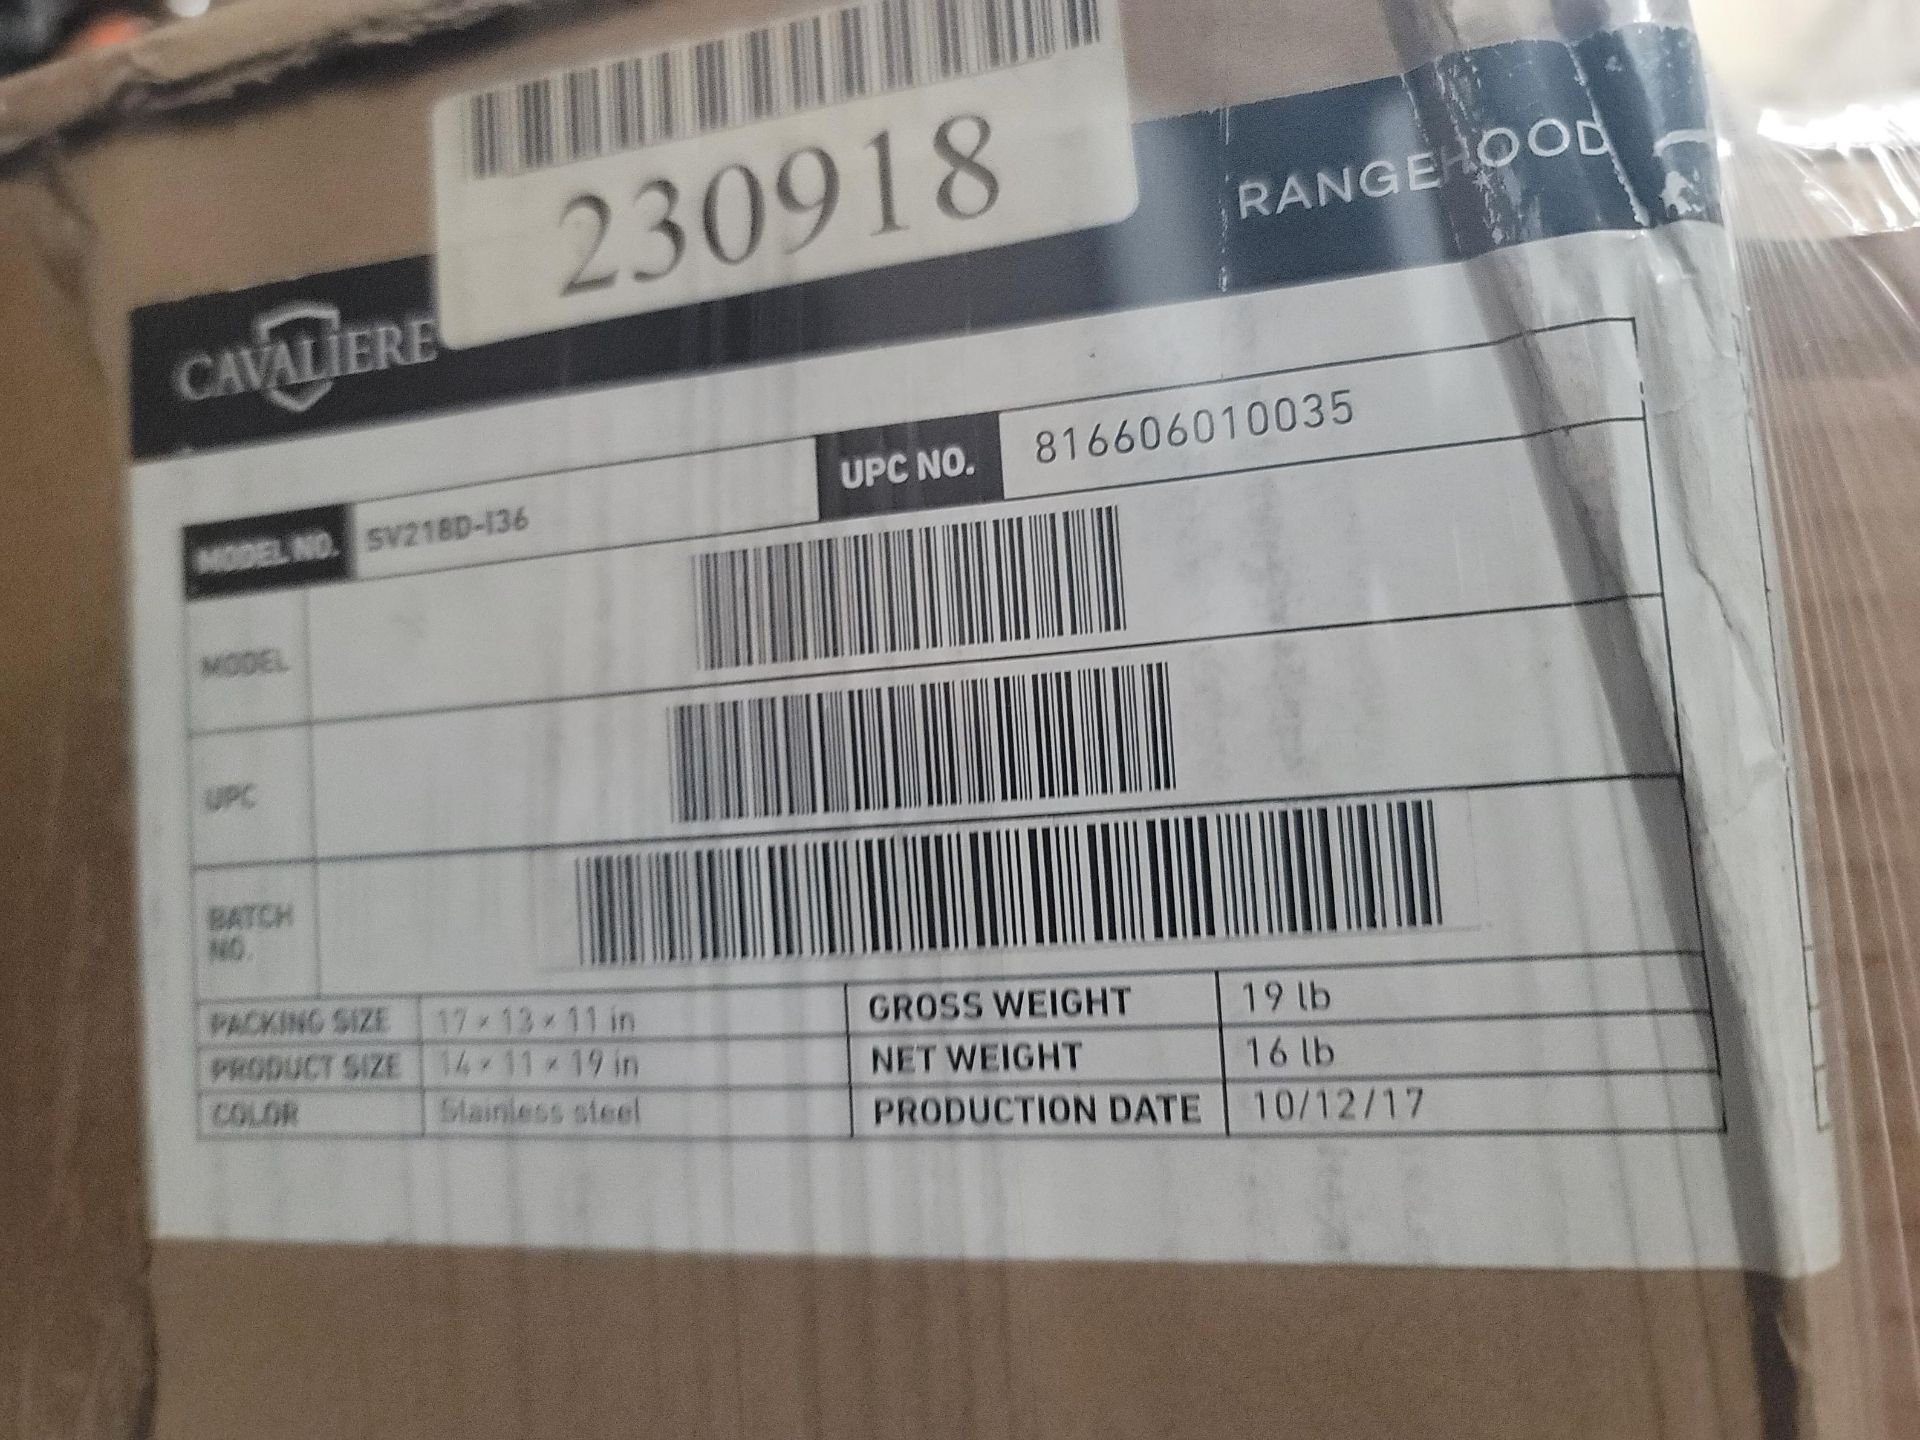 230918
CAVALIERE
RANGEHOOD
MODEL NO. SV218D-I36 UPC NO. 816606010035
MODEL
UPC
BATCH
NO.
PACKING SIZE 17 × 13 × 11 in GROSS WEIGHT 19 lb
PRODUCT SIZE 14 × 11 × 19 in NET WEIGHT 16 lb
COLOR Stainless steel PRODUCTION DATE 10/12/17